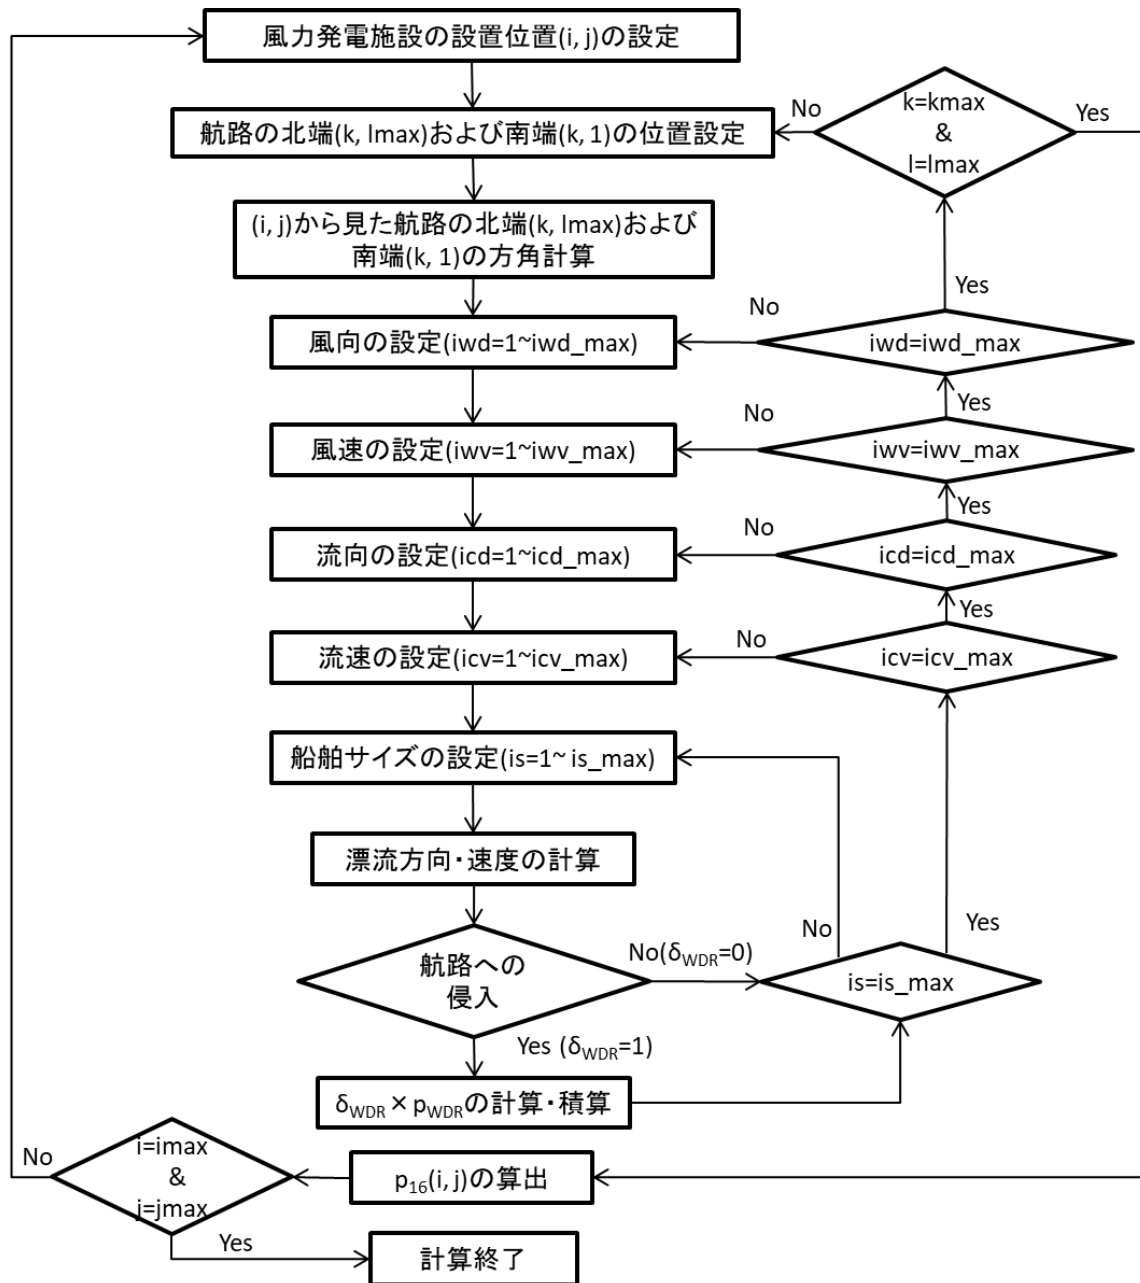 風力発電施設の設置位置(i, j)の設定
航路の北端(k, lmax)および南端(k, 1)の位置設定
No
k=kmax
&
l=lmax
Yes
(i, j)から見た航路の北端(k, lmax)および
南端(k, 1)の方角計算
Yes
風向の設定(iwd=1~iwd_max)
No
iwd=iwd_max
Yes
風速の設定(iwv=1~iwv_max)
No
iwv=iwv_max
Yes
流向の設定(icd=1~icd_max)
No
icd=icd_max
Yes
流速の設定(icv=1~icv_max)
No
icv=icv_max
船舶サイズの設定(is=1~ is_max)
漂流方向・速度の計算
No
Yes
航路への
侵入
No(δWDR=0)
is=is_max
Yes (δWDR=1)
δWDR × pWDRの計算・積算
No
i=imax
&
j=jmax
p16(i, j)の算出
Yes
計算終了